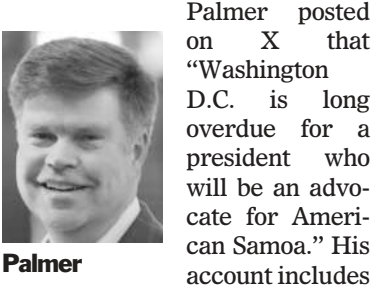 Palmer posted
on X that
“Washington
D.C. is long
overdue for a
president who
will be an advo-
cate for Ameri-
can Samoa.” His
account includes
Palmer